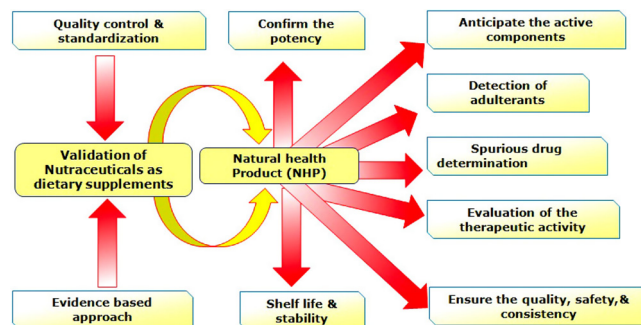 Quality control &
standardization
Confirm the
potency
Anticipate the active
components
Detection of
adulterants
Validation of
Nutraceuticals as
dietary supplements
Natural health
Product (NHP)
Spurious drug
determination
Evaluation of the
therapeutic activity
Evidence based
approach
Shelf life &
stability
Ensure the quality, safety,&
consistency